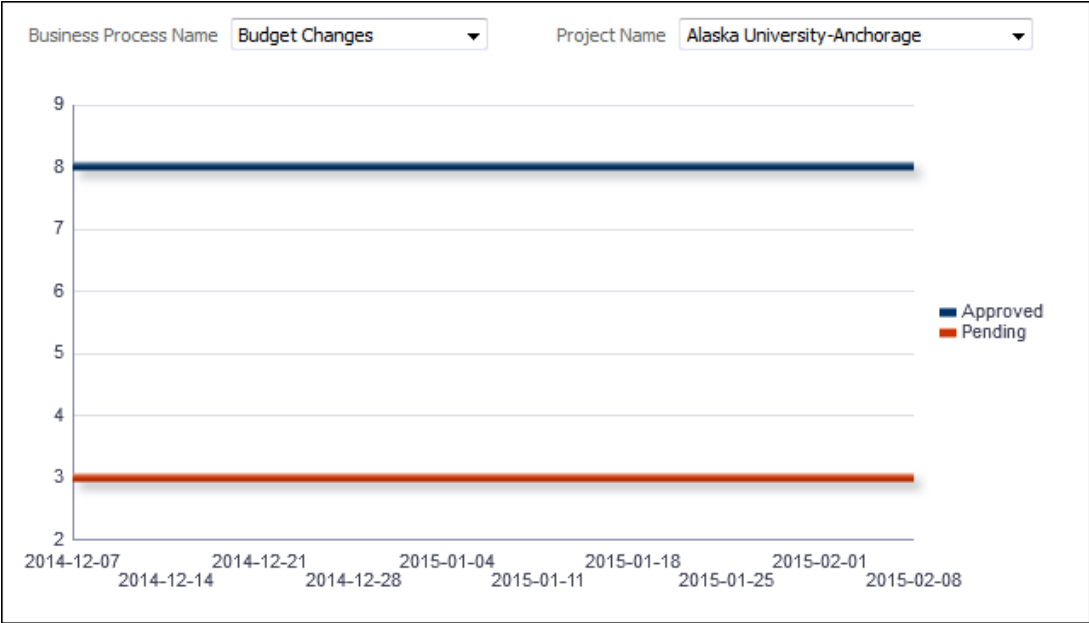 Business Process Name Budget Changes Project Name Alaska University-Anchorage
9
8
7
6
5
4
3
2
Approved
Pending
2014-12-07 2014-12-21 2015-01-04 2015-01-18 2015-02-01
2014-12-14 2014-12-28 2015-01-11 2015-01-25 2015-02-08